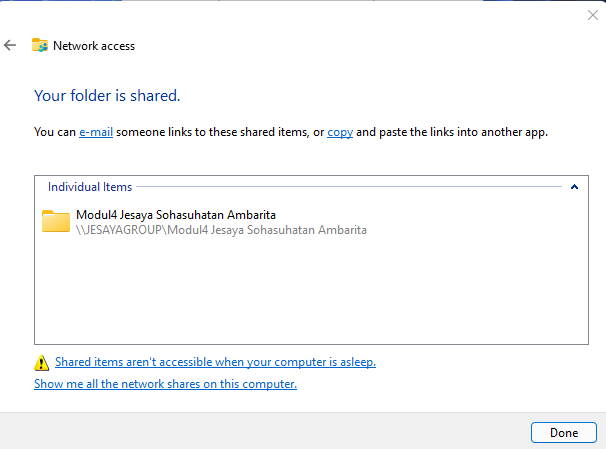 Network access
Your folder is shared.
You can e-mail someone links to these shared items, or copy and paste the links into another app.
Individual Items
Modul4 Jesaya Sohasuhatan Ambarita
\\JESAYAGROUP\Modul4 Jesaya Sohasuhatan Ambarita
Shared items aren't accessible when your computer is asleep.
Show me all the network shares on this computer.
Done